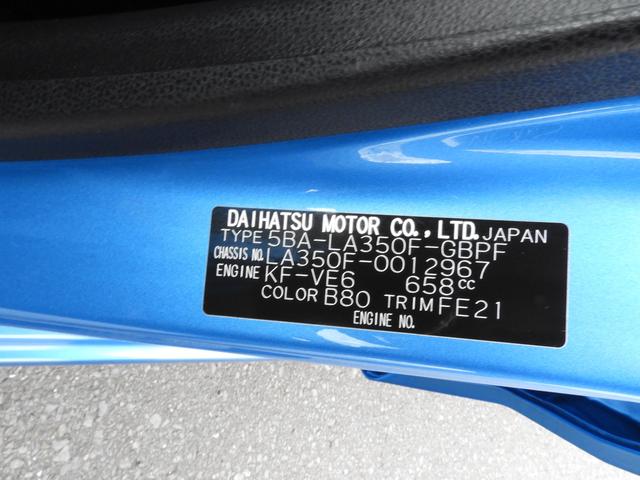 DAIHATSU MOTOR CO., LTD. JAPAN
TYPE 5BA-LA350F-GBPF
CHASSIS NO. LA350F-0012967
ENGINE KF-VE6 658cc
COLOR B80 TRIM FE21
ENGINE NO.